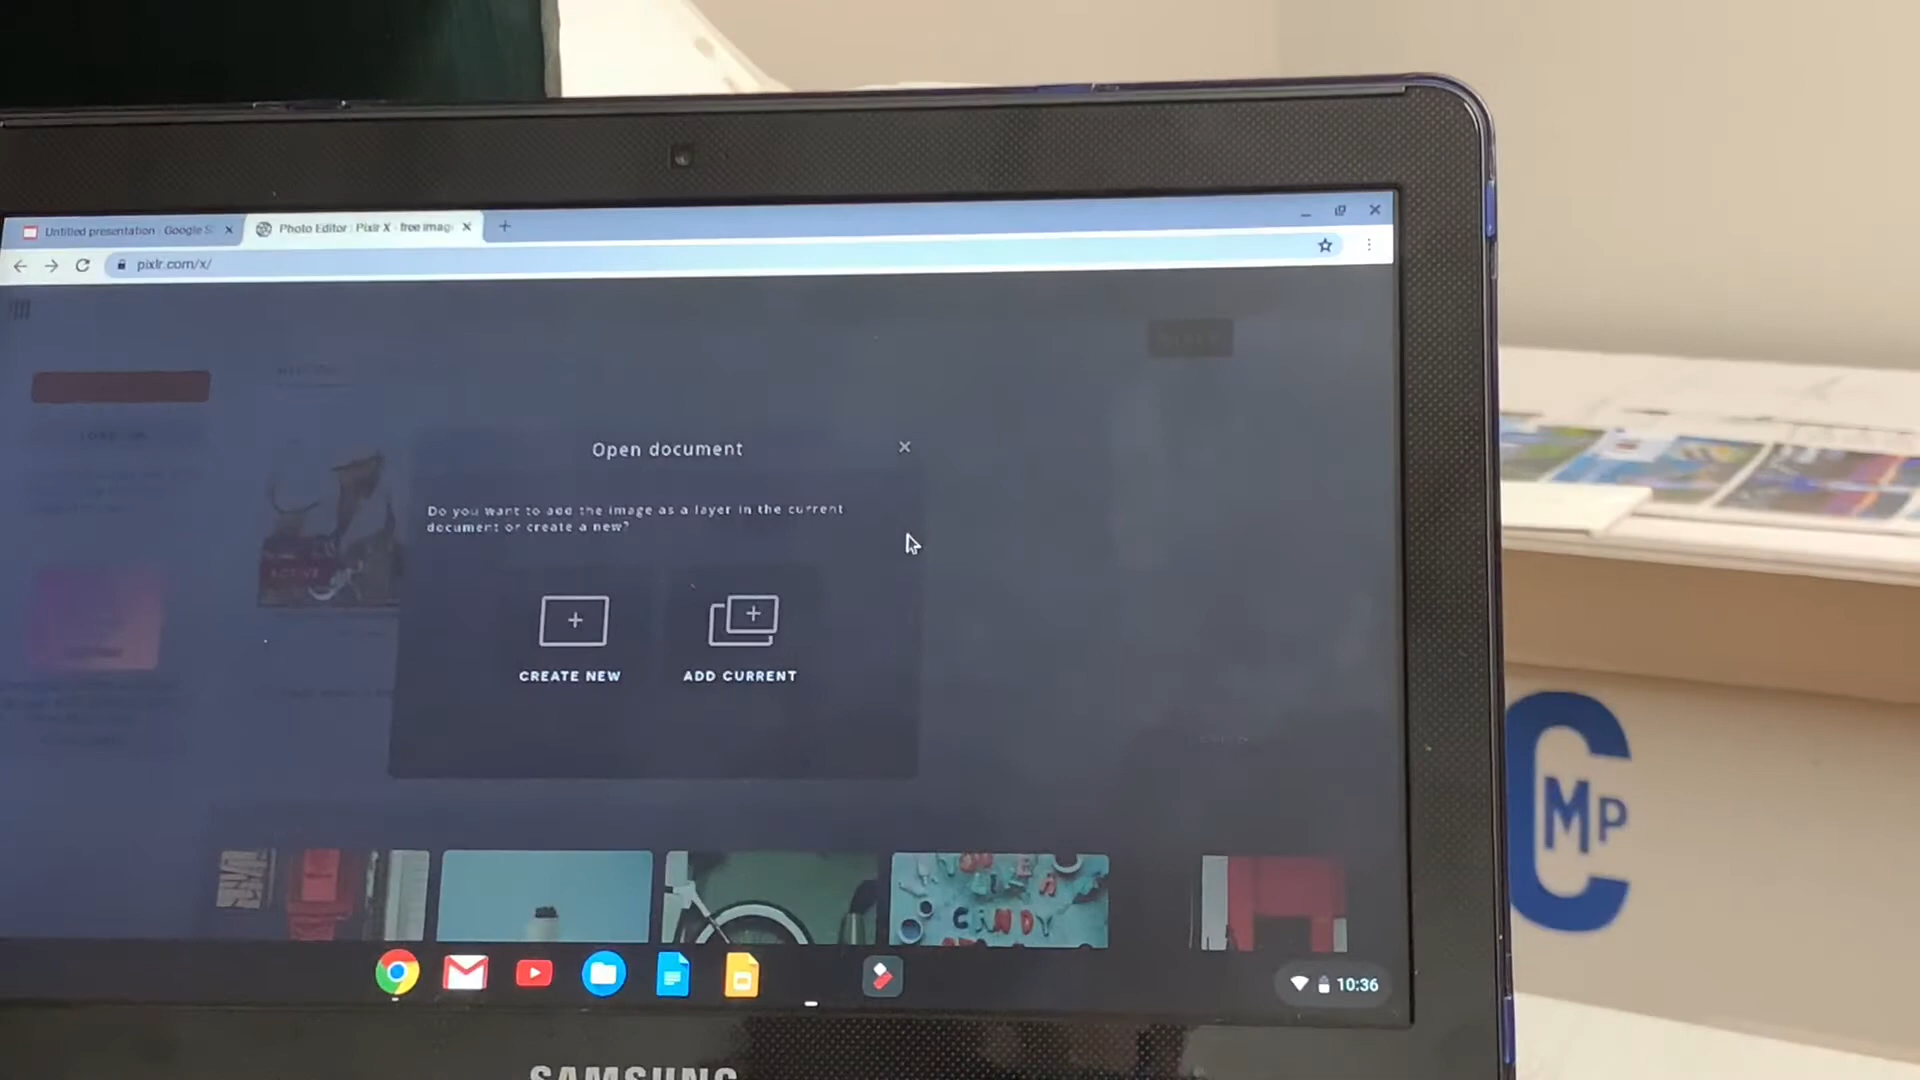 Untitled presentation - Google S
Photo Editor : Pixlr X - free imag
pixlr.com/x/
Open document
Do you want to add the image as a layer in the current
document or create a new?
CREATE NEW
ADD CURRENT
CANDY
10:36
SAMSUNG
C
MP